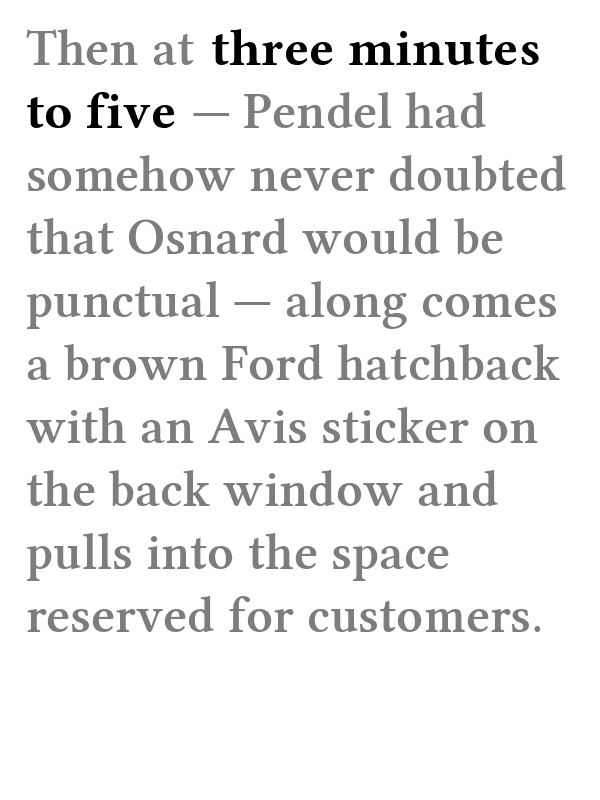 Then at three minutes
to five — Pendel had
somehow never doubted
that Osnard would be
punctual — along comes
a brown Ford hatchback
with an Avis sticker on
the back window and
pulls into the space
reserved for customers.